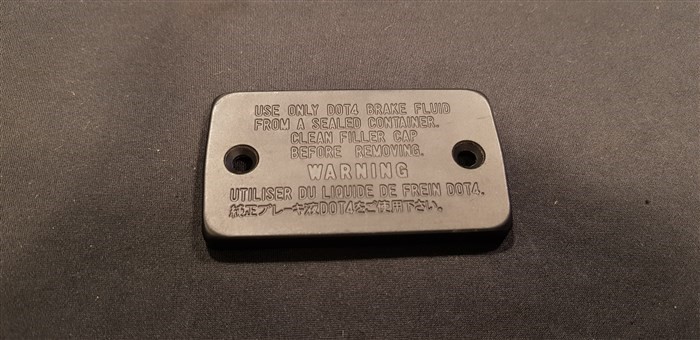 USE ONLY DOT4 BRAKE FLUID
FROM A SEALED CONTAINER.
CLEAN FILLER CAP
BEFORE REMOVING.
WARNING
UTILISER DU LIQUIDE DE FREIN DOT4.
純正ブレーキ液DOT4をご使用下さい。